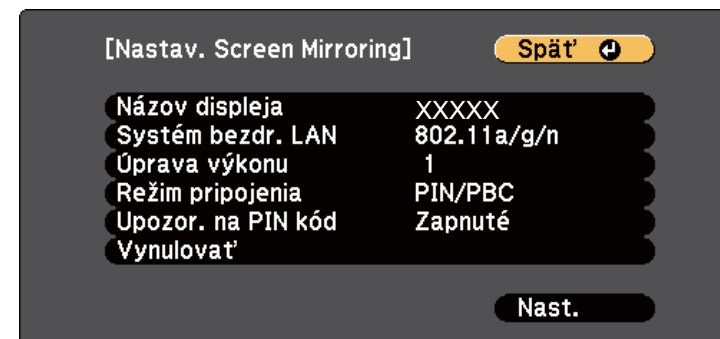 [Nastav. Screen Mirroring] Späť
Názov displeja XXXXX
Systém bezdr. LAN 802.11a/g/n
Úprava výkonu 1
Režim pripojenia PIN/PBC
Upozor. na PIN kód Zapnuté
Vynulovať
Nast.